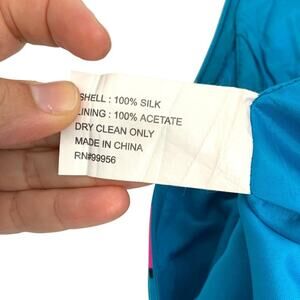 SHELL : 100% SILK
LINING : 100% ACETATE
DRY CLEAN ONLY
MADE IN CHINA
RN#99956